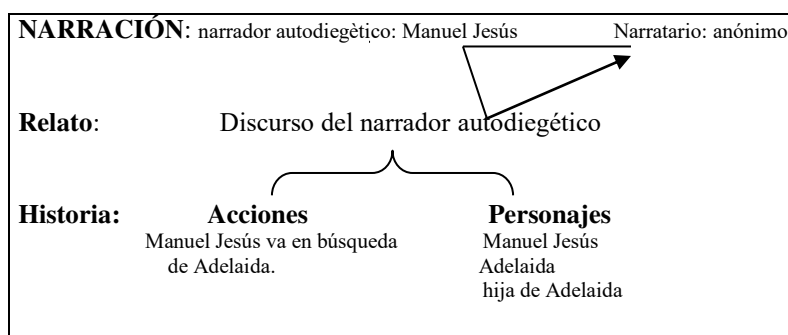 NARRACIÓN: narrador autodiegètico: Manuel Jesús Narratario: anónimo
Relato: Discurso del narrador autodiegético
Historia: Acciones Personajes
Manuel Jesús va en búsqueda Manuel Jesús
de Adelaida. Adelaida
hija de Adelaida